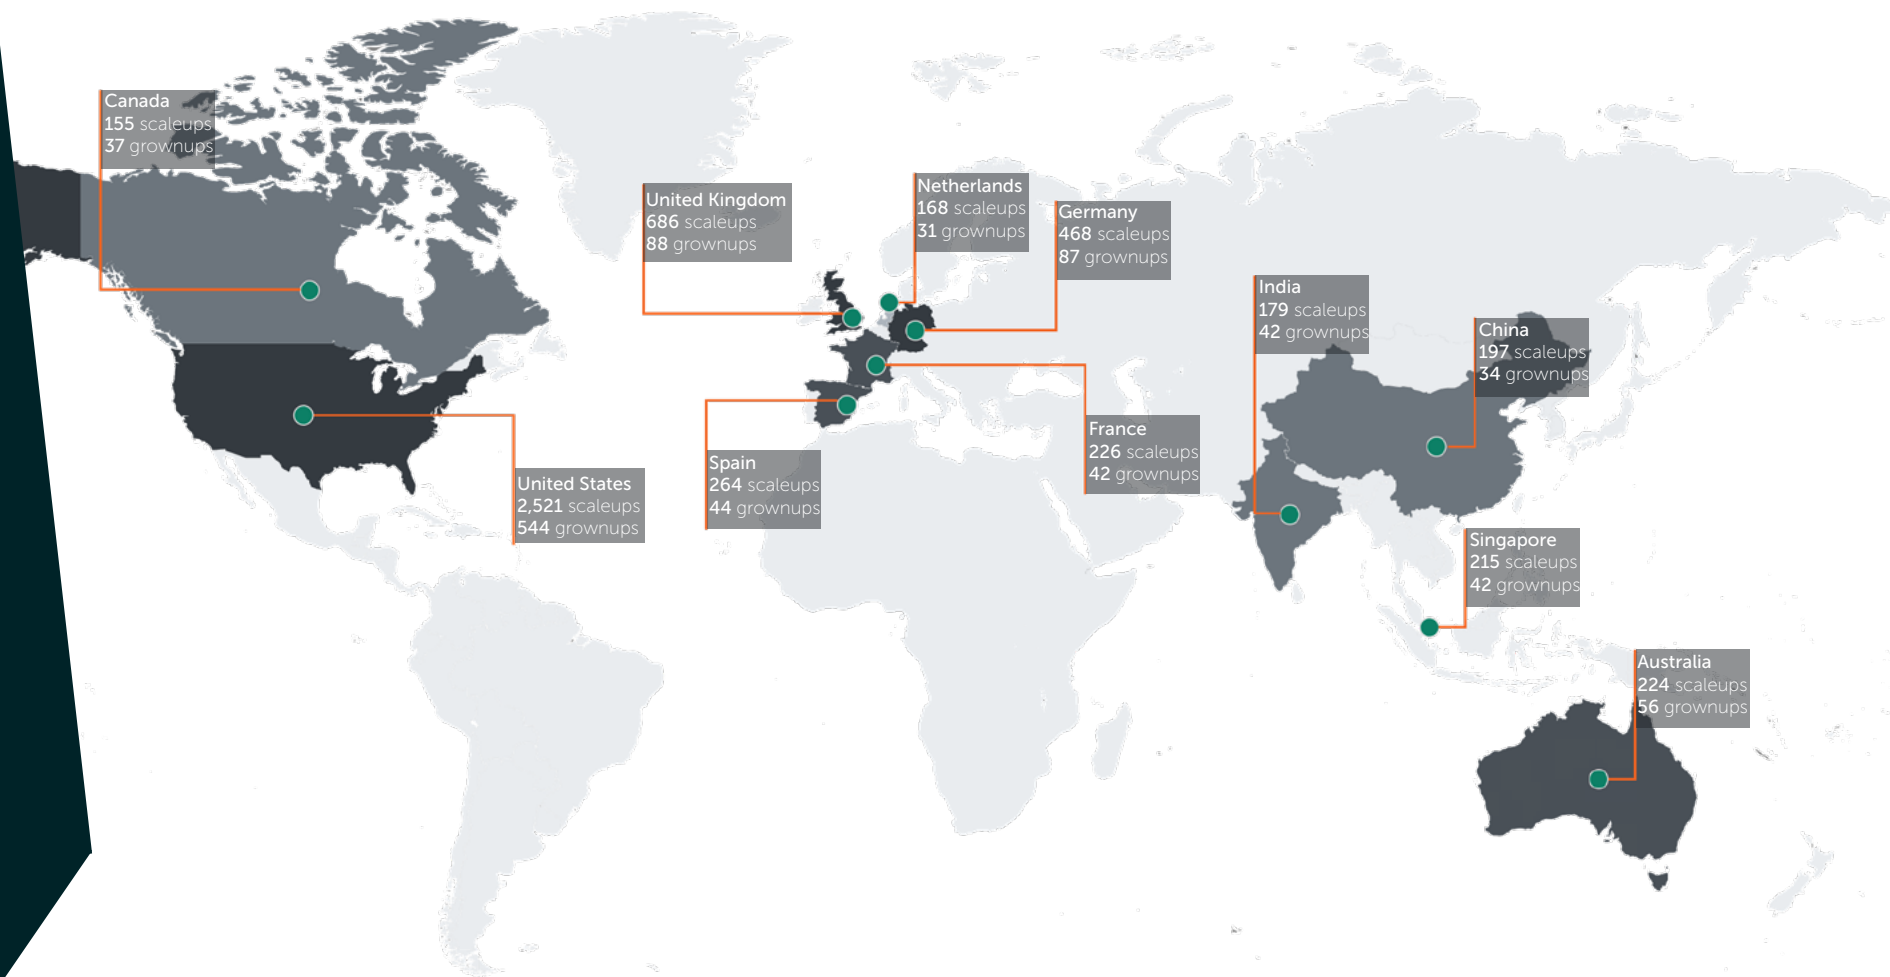 Canada
155 scaleups
37 grownups
United Kingdom
686 scaleups
88 grownups
Netherlands
168 scaleups
31 grownups
Germany
468 scaleups
87 grownups
India
179 scaleups
42 grownups
China
197 scaleups
34 grownups
France
226 scaleups
42 grownups
Spain
264 scaleups
44 grownups
United States
2,521 scaleups
544 grownups
Singapore
215 scaleups
42 grownups
Australia
224 scaleups
56 grownups